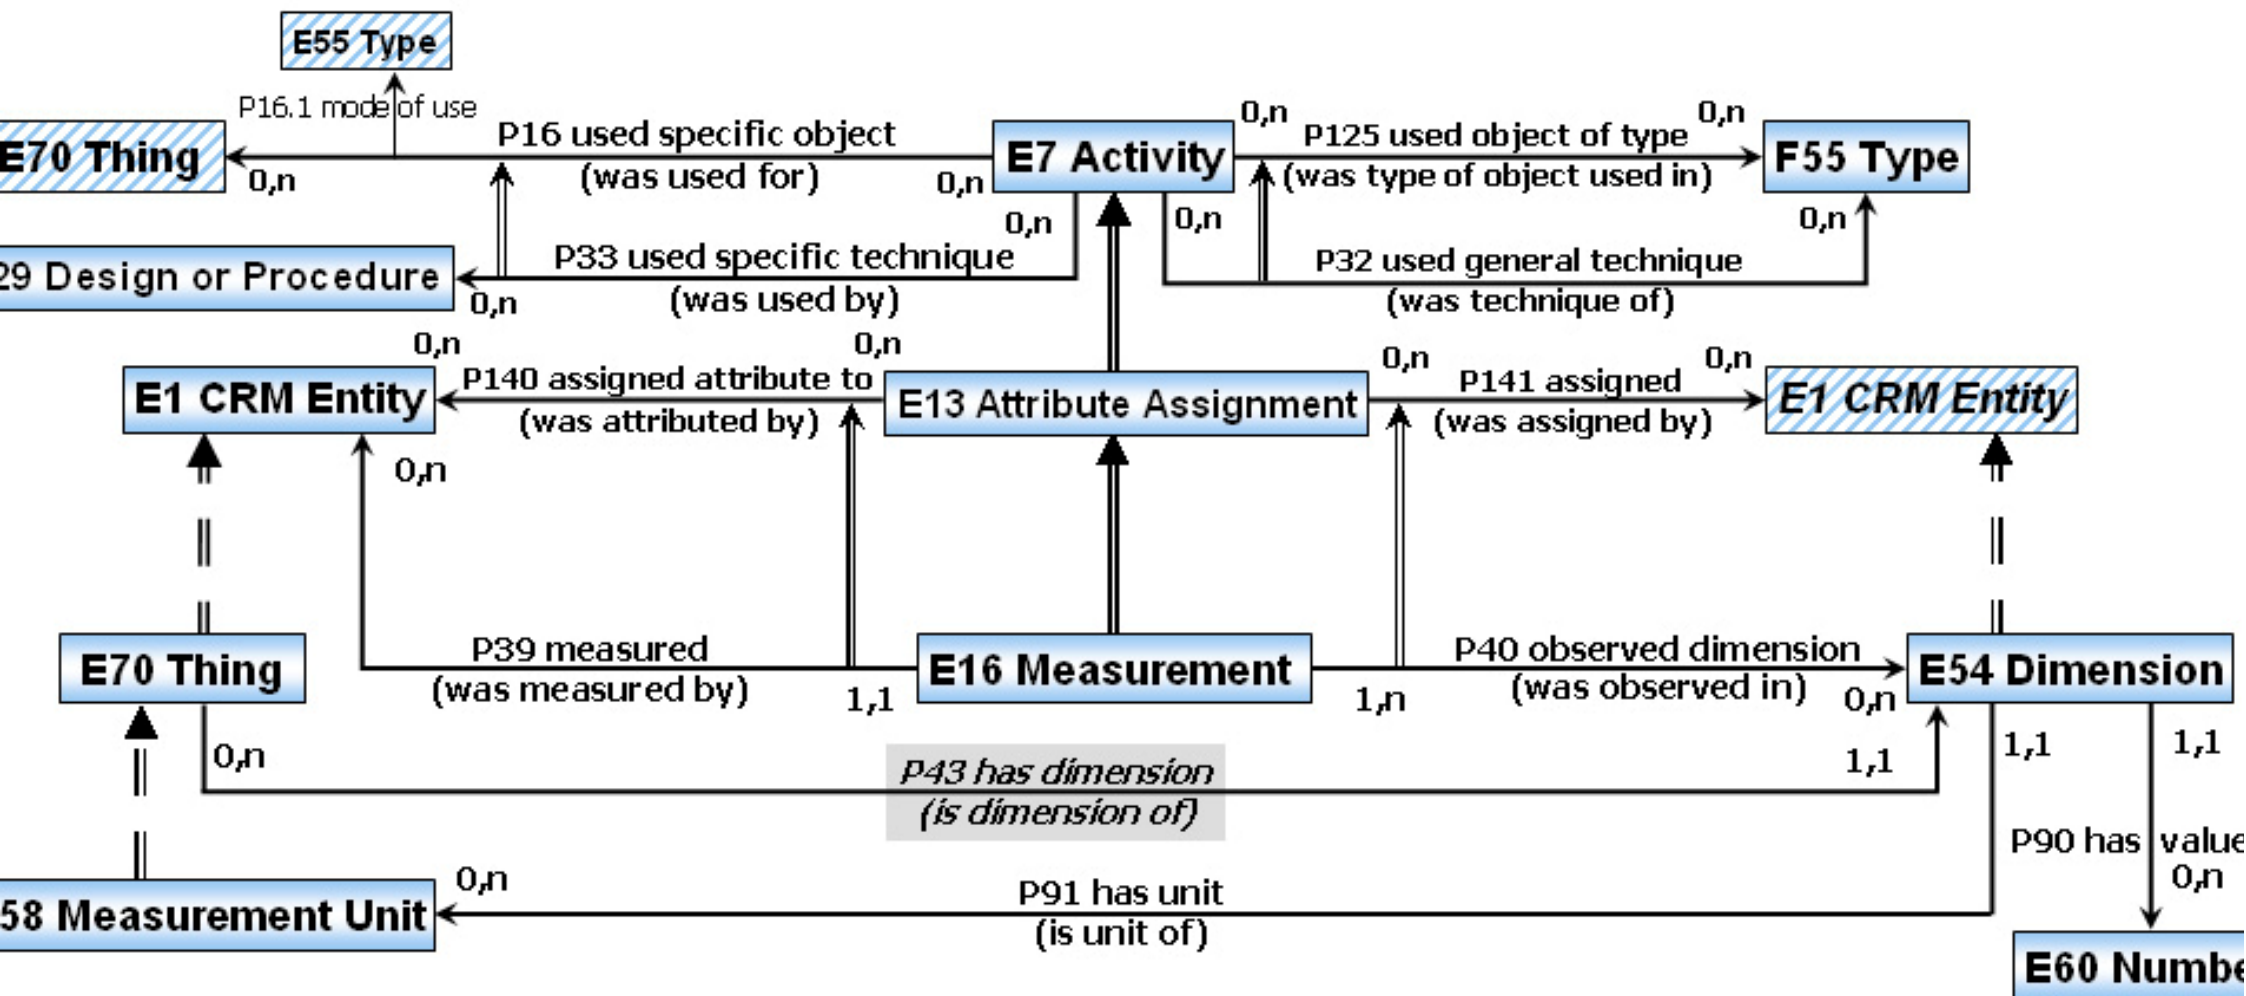 E55 Type
P16.1 mode of use
0,n
0,n
E70 Thing
P16 used specific object
E7 Activity
P125 used object of type
F55 Type
0,n
(was used for)
0,n
(was type of object used in)
0,n
0,n
0,n
29 Design or Procedure
P33 used specific technique
P32 used general technique
0,n
(was used by)
(was technique of)
0,n
0,n
0,n
0,n
E1 CRM Entity
P140 assigned attribute to
E13 Attribute Assignment
P141 assigned
E1 CRM Entity
(was attributed by)
(was assigned by)
0,n
E70 Thing
P39 measured
E16 Measurement
P40 observed dimension
E54 Dimension
(was measured by)
1,1
1,n
(was observed in)
0,n
0,n
P43 has dimension
1,1
1,1
1,1
(is dimension of)
P90 has value
0,n
0,n
58 Measurement Unit
P91 has unit
(is unit of)
E60 Numbe